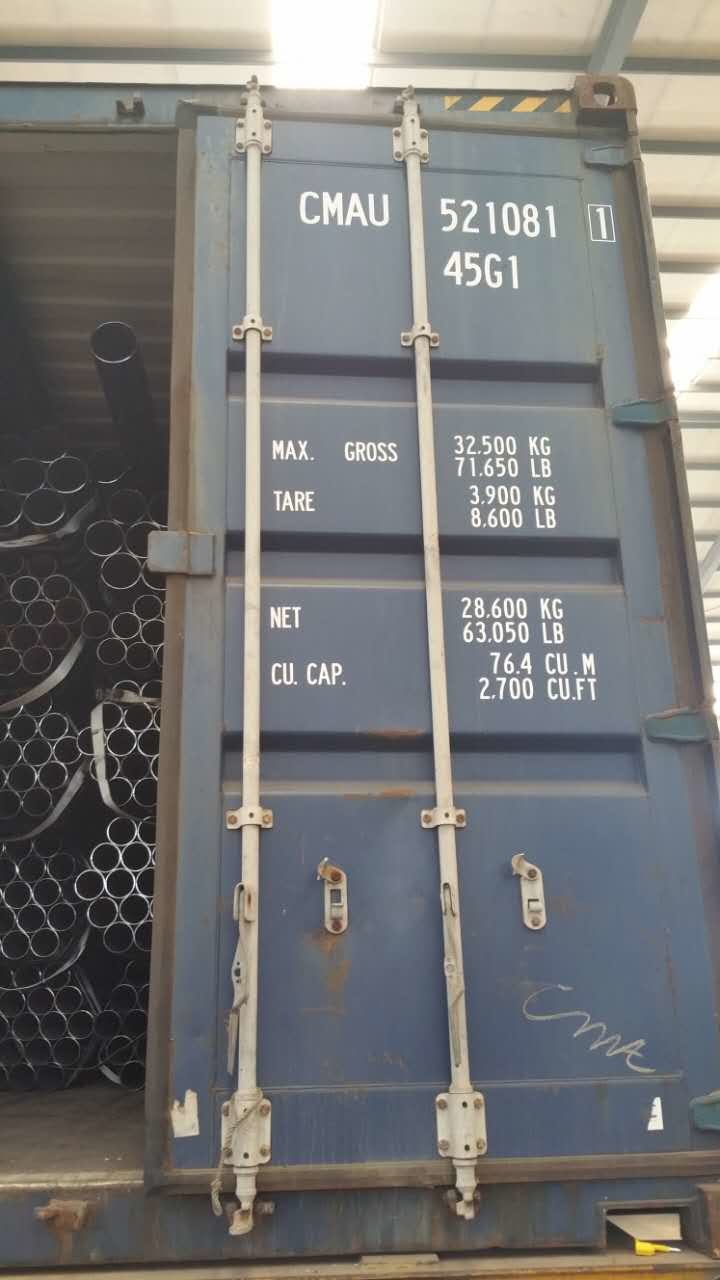 CMAU 521081 1
45G1
MAX. GROSS 32.500 KG
71.650 LB
TARE 3.900 KG
8.600 LB
NET 28.600 KG
63.050 LB
CU. CAP. 76.4 CU.M
2.700 CU.FT
CMA